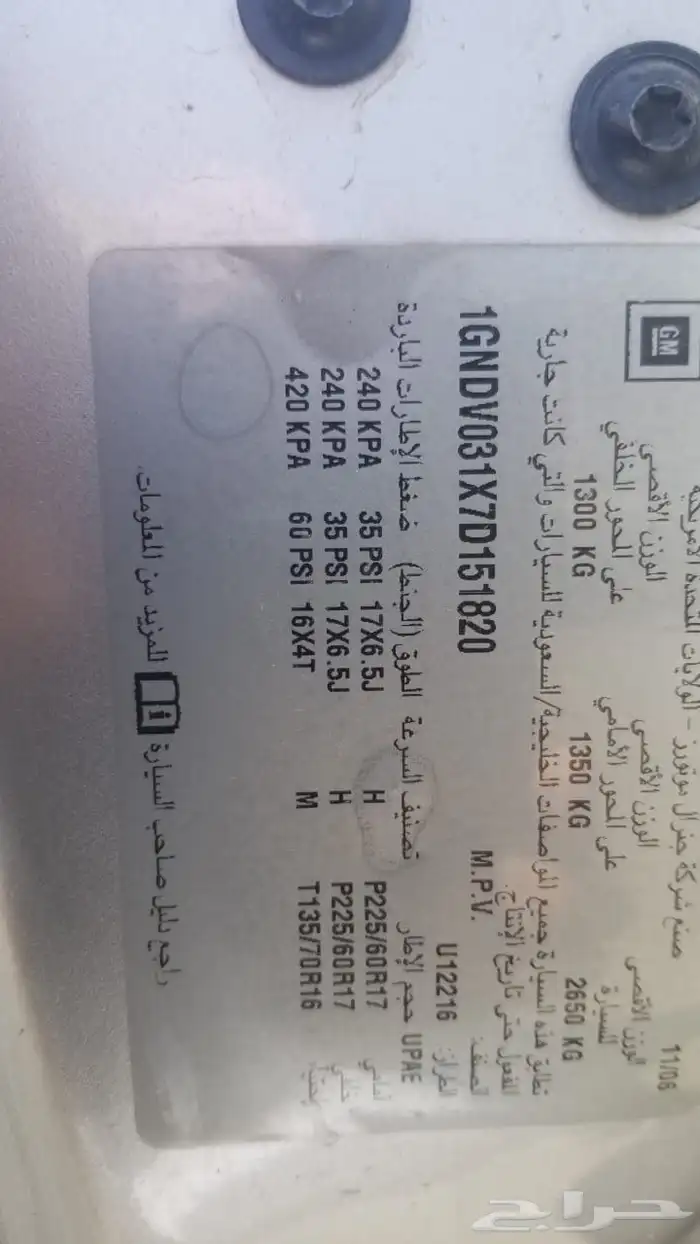 GM
صنع شركة جنرال موتورز - الولايات المتحدة الأمريكية
11/06
الوزن الأقصى للسيارة
الوزن الأقصى على المحور الأمامي
الوزن الأقصى على المحور الخلفي
2650 KG 1350 KG 1300 KG
تطابق هذه السيارة جميع المواصفات الخليجية/السعودية للسيارات والتي كانت جارية
المفعول حتى تاريخ الإنتاج.
1GNDV031X7D151820 M.P.V. الصنف:
U12216 الطراز:
UPAE
حجم الإطار تصنيف السرعة الطوق (الجنط) ضغط الإطارات الباردة
240 KPA 35 PSI 17X6.5J H P225/60R17 أمامي
240 KPA 35 PSI 17X6.5J H P225/60R17 خلفي
420 KPA 60 PSI 16X4T M T135/70R16
راجع دليل صاحب السيارة i للمزيد من المعلومات.
حراج